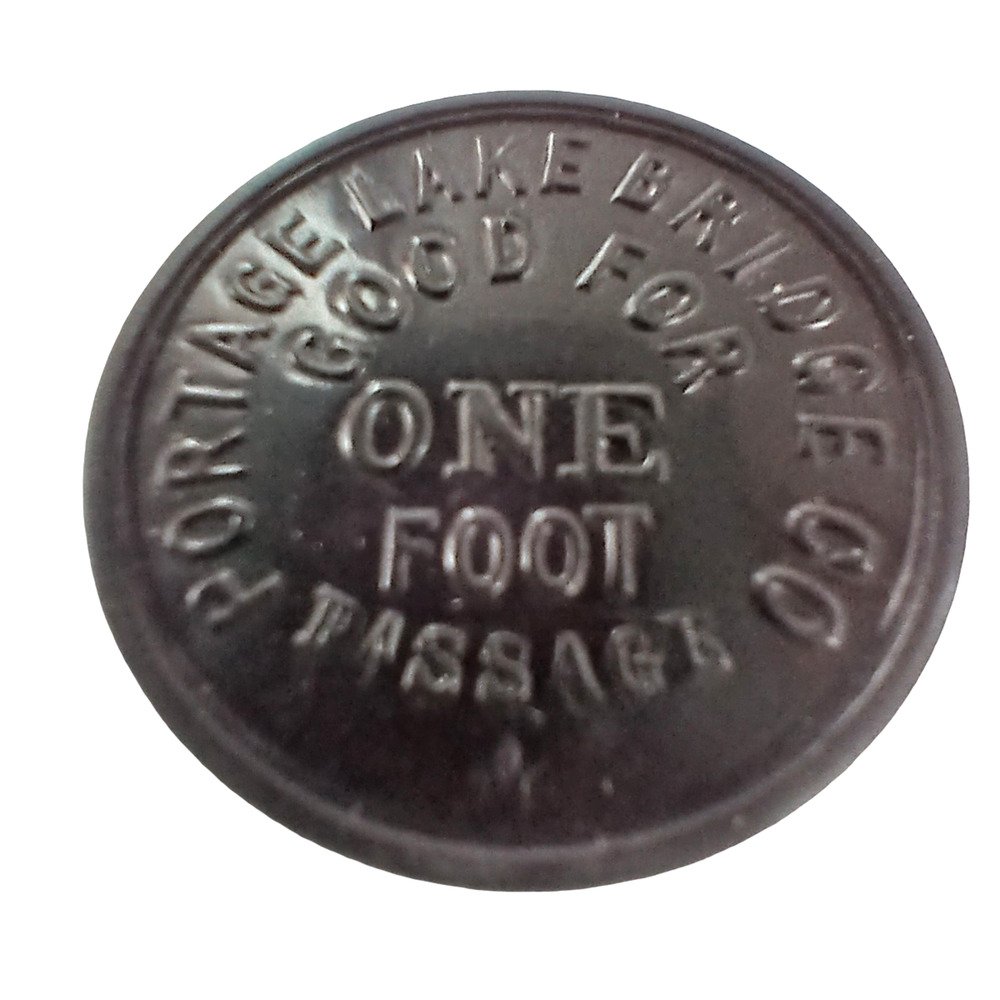 PORTAGE LAKE BRIDGE CO
GOOD FOR
ONE
FOOT
PASSAGE